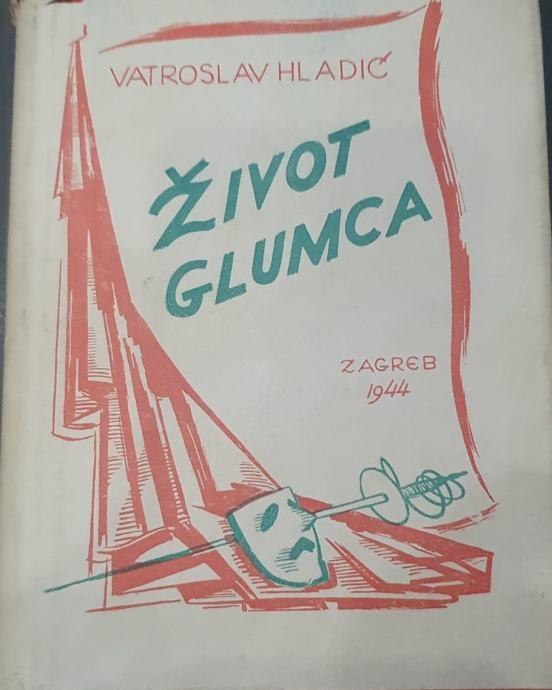 VATROSLAV HLADIĆ
ŽIVOT
GLUMCA
ZAGREB
1944